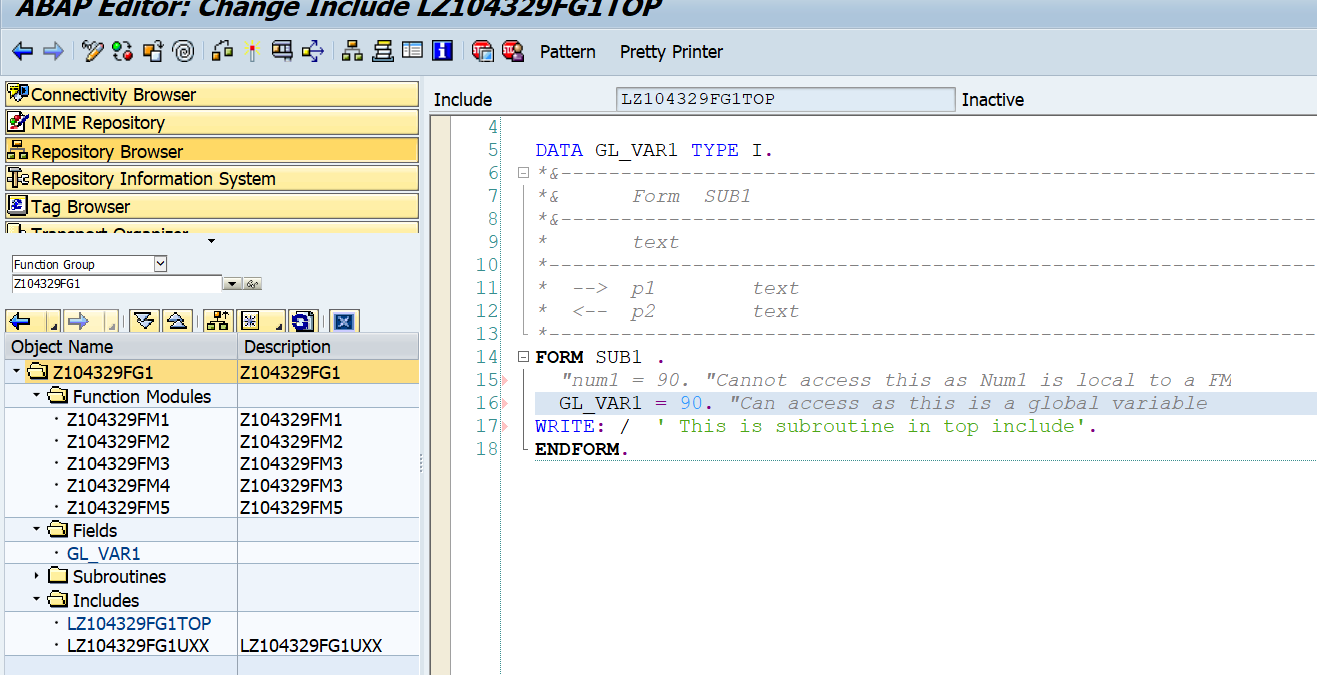 ABAP Editor: Change Include LZ104329FG1TOP
Pattern Pretty Printer
Connectivity Browser
MIME Repository
Repository Browser
Repository Information System
Tag Browser
Transport Organizer
Function Group
Z104329FG1
Object Name Description
Z104329FG1 Z104329FG1
Function Modules
Z104329FM1 Z104329FM1
Z104329FM2 Z104329FM2
Z104329FM3 Z104329FM3
Z104329FM4 Z104329FM3
Z104329FM5 Z104329FM5
Fields
GL_VAR1
Subroutines
Includes
LZ104329FG1TOP
LZ104329FG1UXX LZ104329FG1UXX
Include LZ104329FG1TOP Inactive
4
5 DATA GL_VAR1 TYPE I.
6 *&---------------------------------------------------------------
7 *& Form SUB1
8 *&---------------------------------------------------------------
9 * text
10 *----------------------------------------------------------------
11 * --> p1 text
12 * <-- p2 text
13 *----------------------------------------------------------------
14 FORM SUB1 .
15 "num1 = 90. "Cannot access this as Num1 is local to a FM
16 GL_VAR1 = 90. "Can access as this is a global variable
17 WRITE: / ' This is subroutine in top include'.
18 ENDFORM.